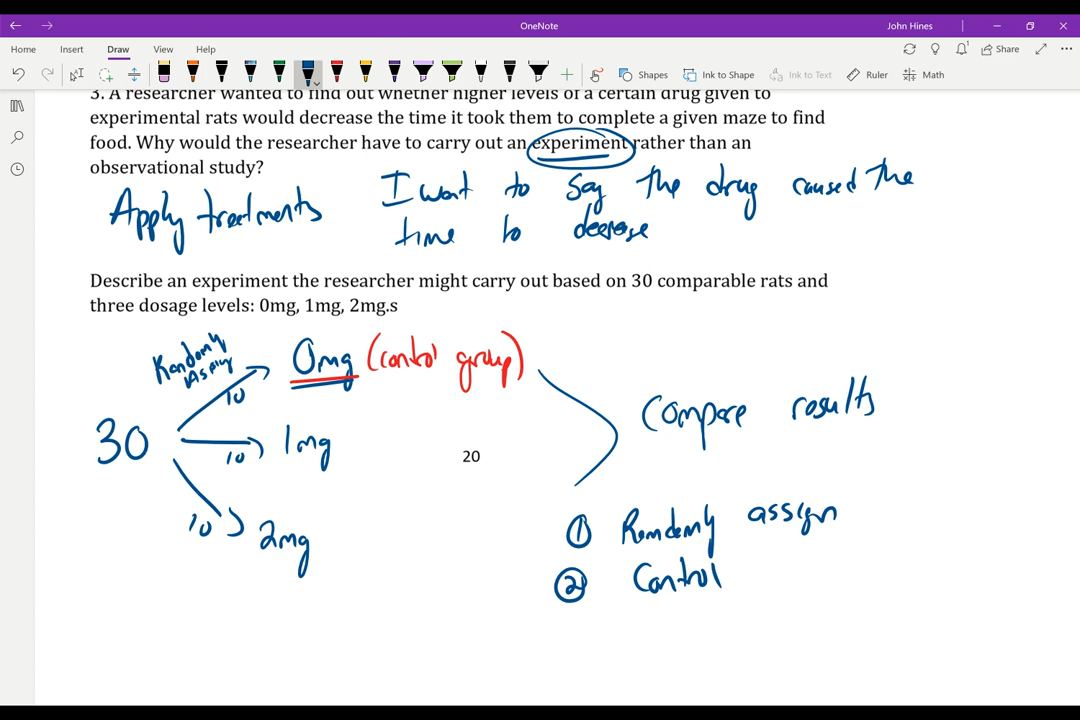 OneNote
John Hines
Home Insert Draw View Help
Share
Shapes Ink to Shape Ink to Text Ruler Math
3. A researcher wanted to find out whether higher levels of a certain drug given to
experimental rats would decrease the time it took them to complete a given maze to find
food. Why would the researcher have to carry out an experiment rather than an
observational study?
Apply treatments
I want to say the drug caused the
time to decrease
Describe an experiment the researcher might carry out based on 30 comparable rats and
three dosage levels: 0mg, 1mg, 2mg.s
Randomly
Assign
0mg (control group)
10
Compare results
30
10
1mg
20
10
2mg
① Randomly assign
② Control